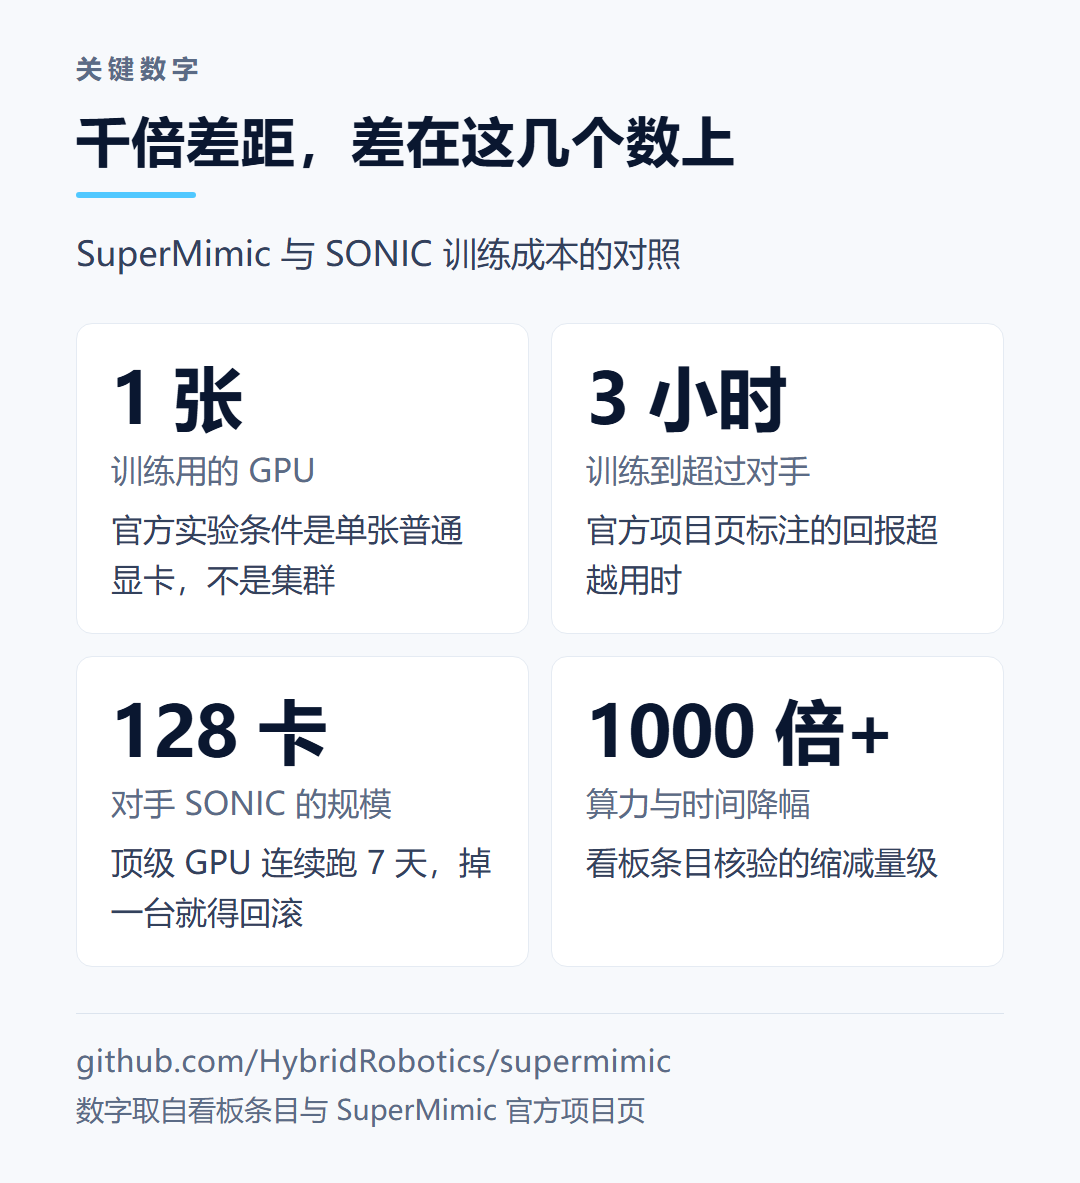 关键数字
千倍差距，差在这几个数上
SuperMimic 与 SONIC 训练成本的对照
1 张
训练用的 GPU
官方实验条件是单张普通
显卡，不是集群
3 小时
训练到超过对手
官方项目页标注的回报超
越用时
128 卡
对手 SONIC 的规模
顶级 GPU 连续跑 7 天，掉
一台就得回滚
1000 倍+
算力与时间降幅
看板条目核验的缩减量级
github.com/HybridRobotics/supermimic
数字取自看板条目与 SuperMimic 官方项目页